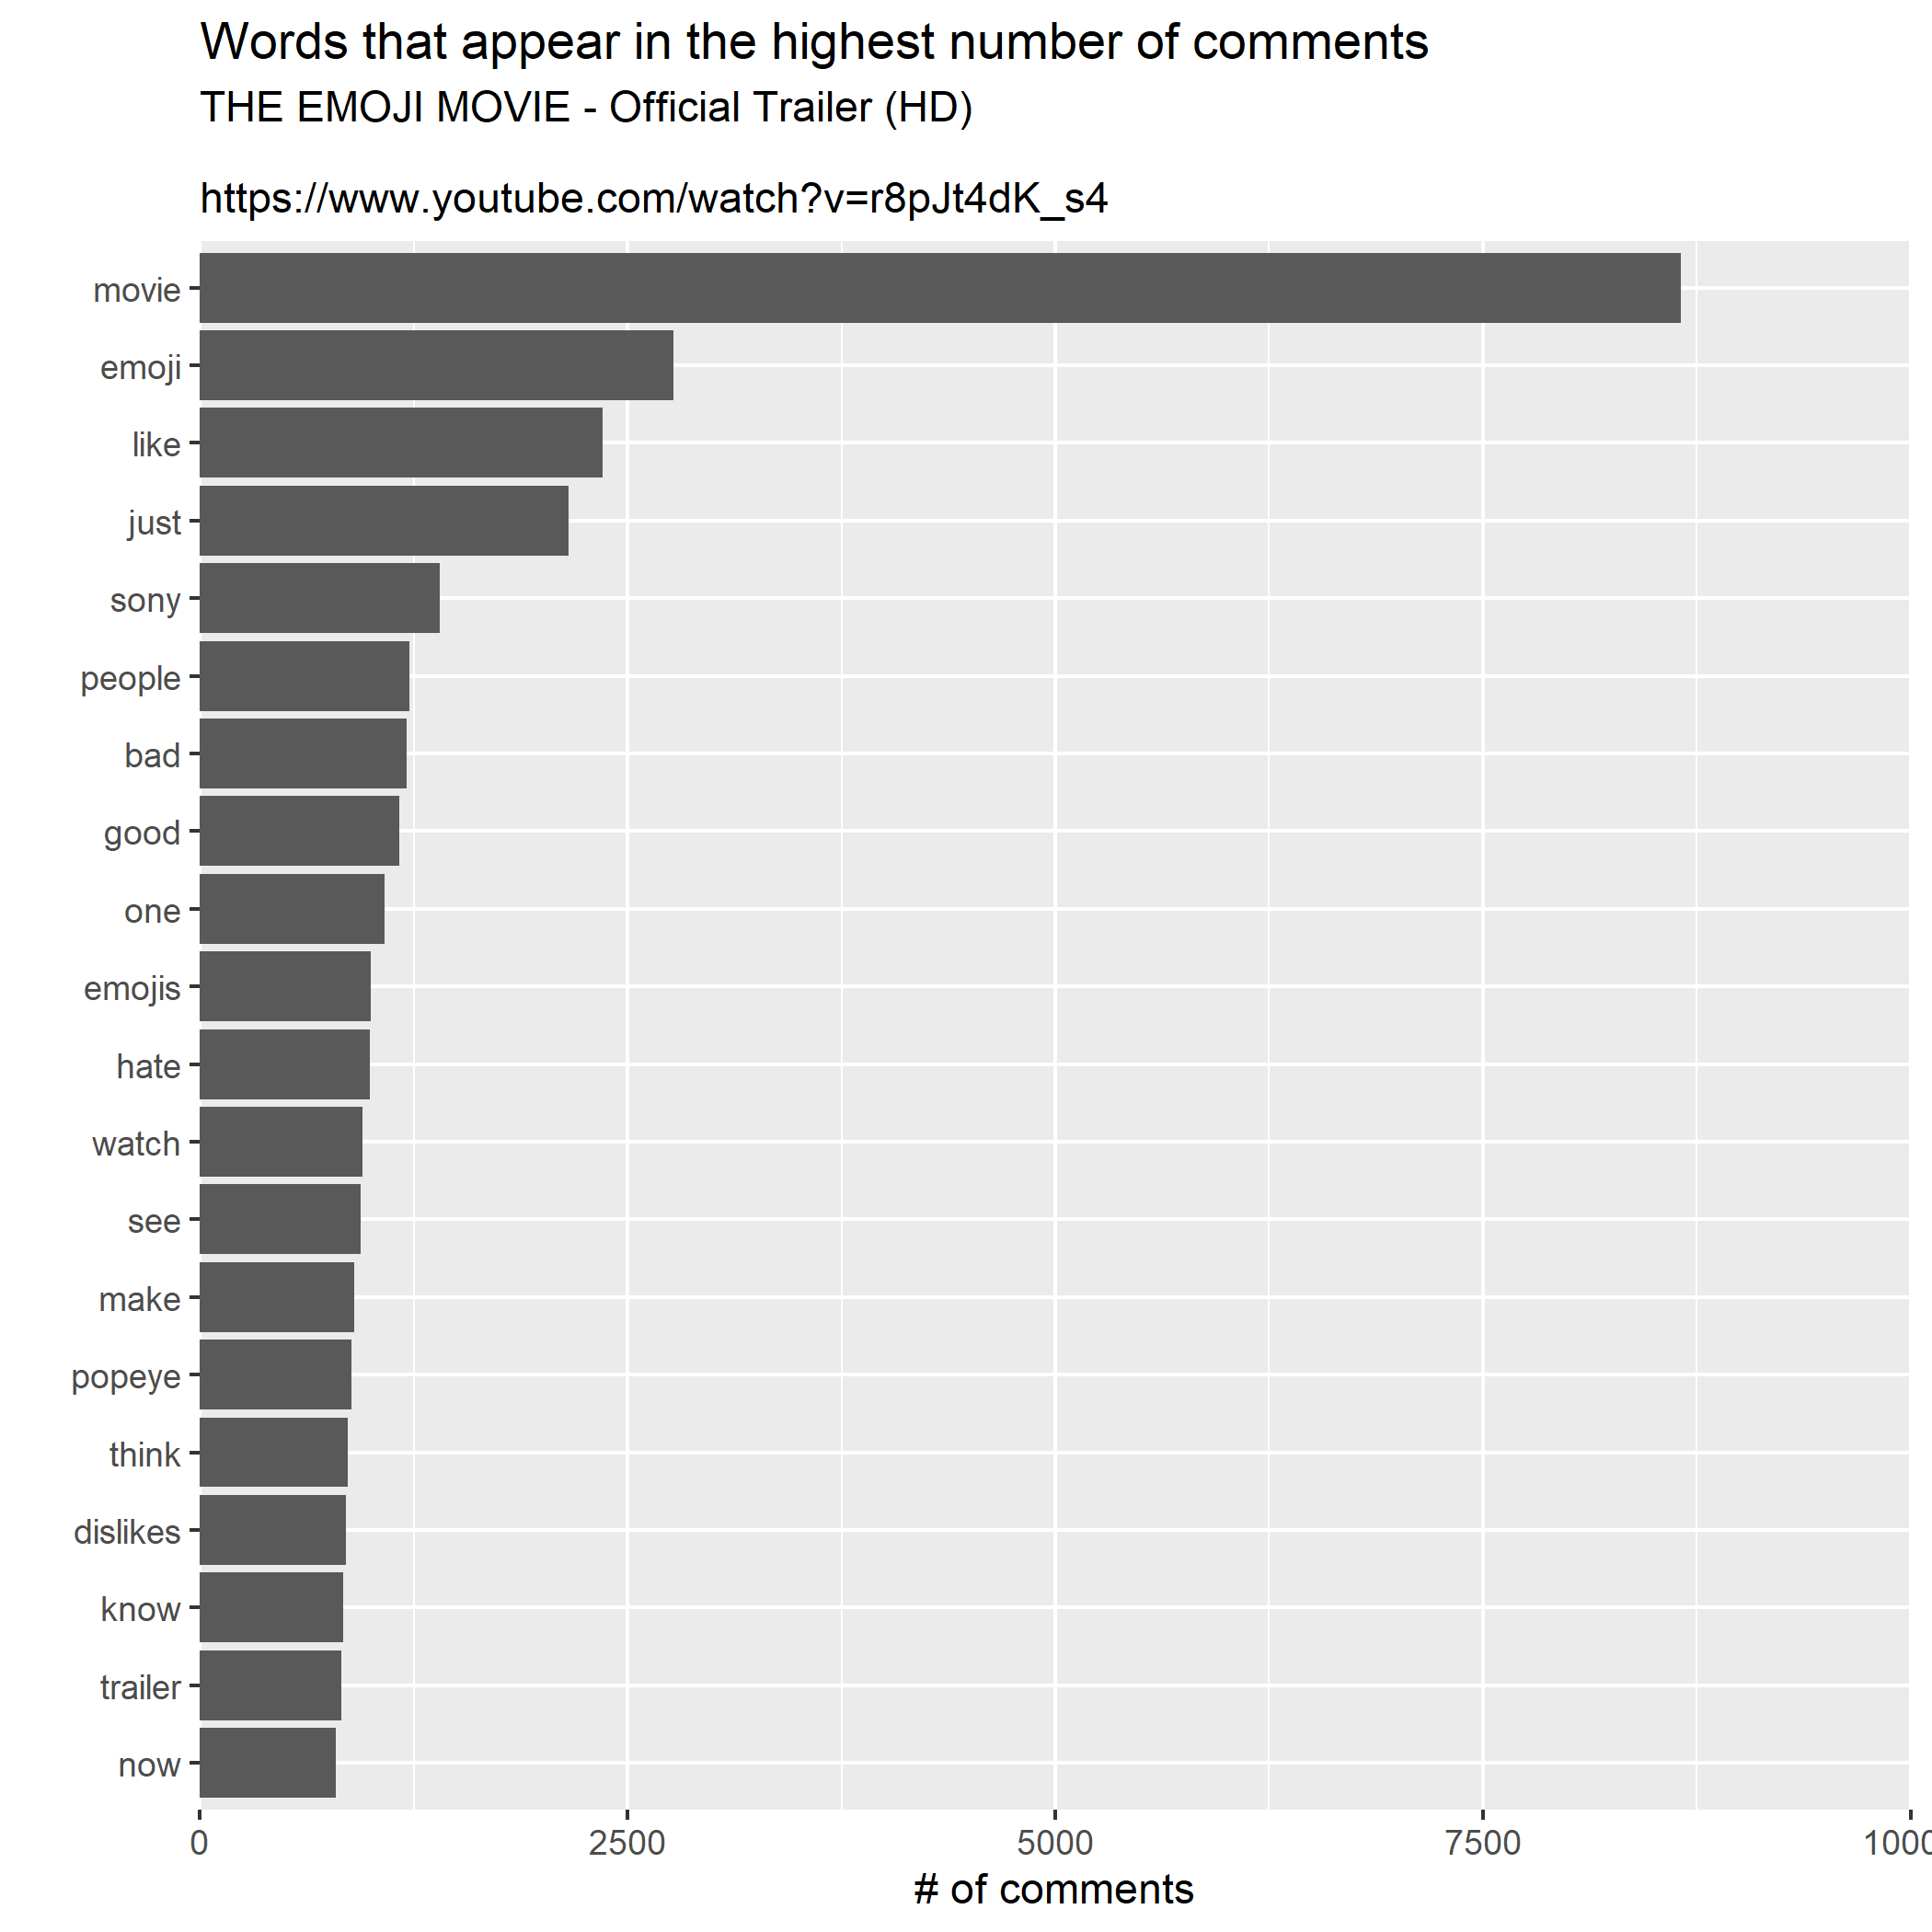 Words that appear in the highest number of comments
THE EMOJI MOVIE - Official Trailer (HD)
https://www.youtube.com/watch?v=r8pJt4dK_s4
movie
emoji
like
just
sony
people
bad
good
one
emojis
hate
watch
see
make
popeye
think
dislikes
know
trailer
now
0 2500 5000 7500 1000
# of comments